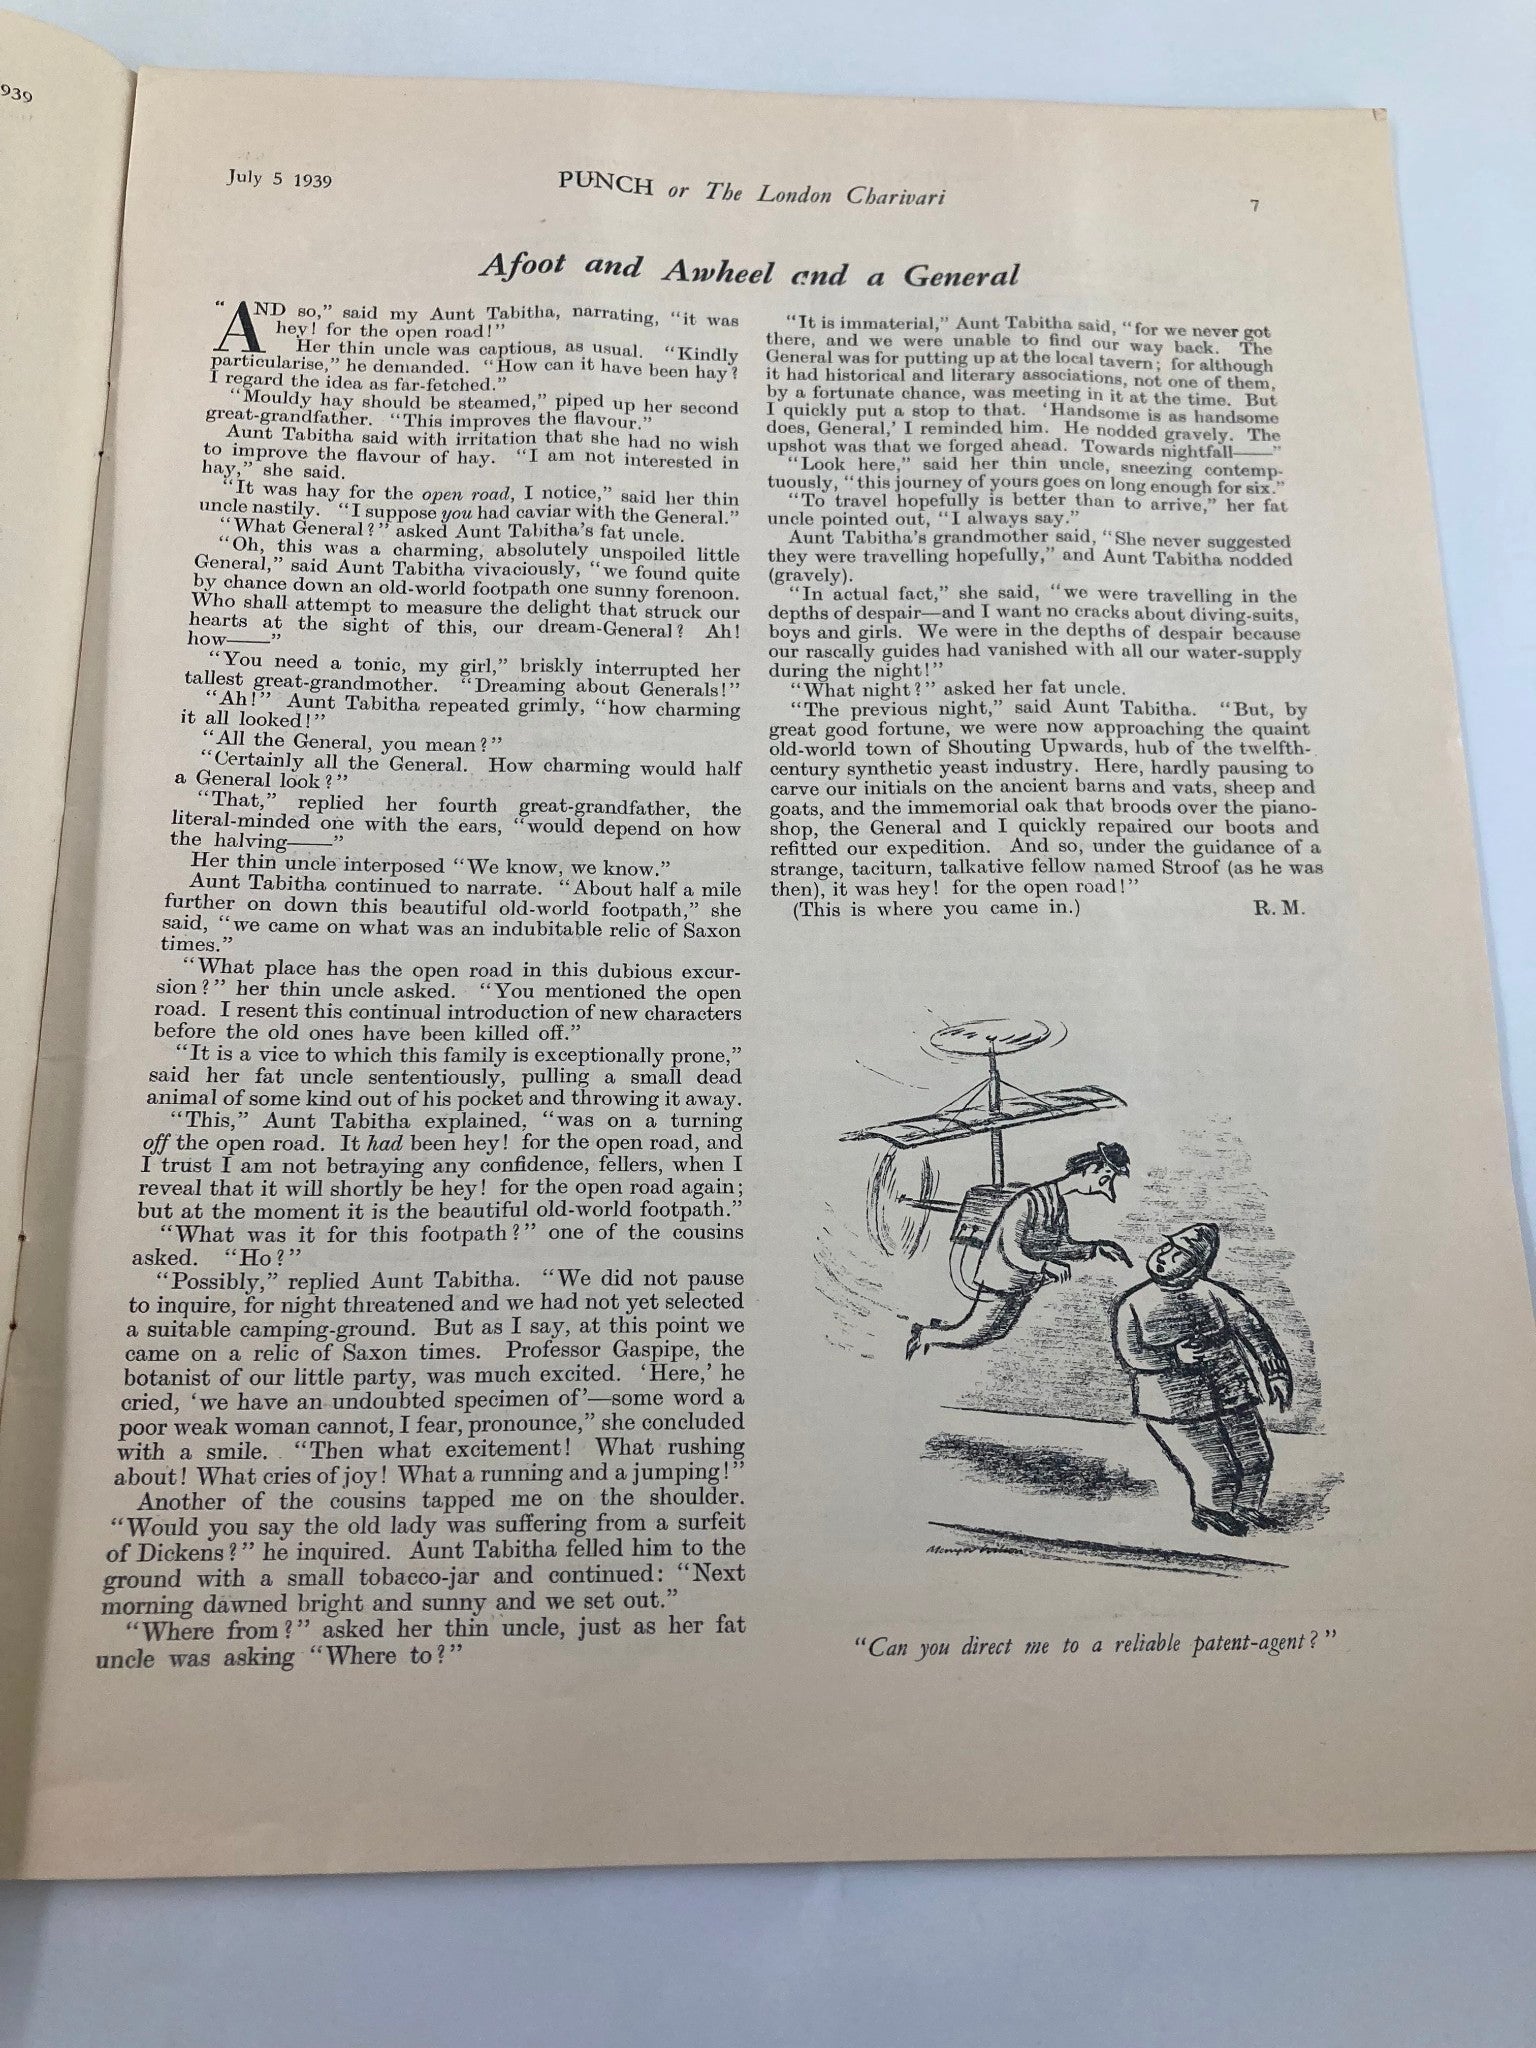 939
July 5 1939
PUNCH or The London Charivari
7
Afoot and Awheel and a General
"AND so," said my Aunt Tabitha, narrating, "it was
hey! for the open road!"
Her thin uncle was captious, as usual. "Kindly
particularise," he demanded. "How can it have been hay?
I regard the idea as far-fetched."
"Mouldy hay should be steamed," piped up her second
great-grandfather. "This improves the flavour."
Aunt Tabitha said with irritation that she had no wish
to improve the flavour of hay. "I am not interested in
hay," she said.
"It was hay for the open road, I notice," said her thin
uncle nastily. "I suppose you had caviar with the General."
"What General?" asked Aunt Tabitha's fat uncle.
"Oh, this was a charming, absolutely unspoiled little
General," said Aunt Tabitha vivaciously, "we found quite
by chance down an old-world footpath one sunny forenoon.
Who shall attempt to measure the delight that struck our
hearts at the sight of this, our dream-General? Ah!
how——"
"You need a tonic, my girl," briskly interrupted her
tallest great-grandmother. "Dreaming about Generals!"
"Ah!" Aunt Tabitha repeated grimly, "how charming
it all looked!"
"All the General, you mean?"
"Certainly all the General. How charming would half
a General look?"
"That," replied her fourth great-grandfather, the
literal-minded one with the ears, "would depend on how
the halving——"
Her thin uncle interposed "We know, we know."
Aunt Tabitha continued to narrate. "About half a mile
further on down this beautiful old-world footpath," she
said, "we came on what was an indubitable relic of Saxon
times."
"What place has the open road in this dubious excur-
sion?" her thin uncle asked. "You mentioned the open
road. I resent this continual introduction of new characters
before the old ones have been killed off."
"It is a vice to which this family is exceptionally prone,"
said her fat uncle sententiously, pulling a small dead
animal of some kind out of his pocket and throwing it away.
"This," Aunt Tabitha explained, "was on a turning
off the open road. It had been hey! for the open road, and
I trust I am not betraying any confidence, fellers, when I
reveal that it will shortly be hey! for the open road again;
but at the moment it is the beautiful old-world footpath."
"What was it for this footpath?" one of the cousins
asked. "Ho?"
"Possibly," replied Aunt Tabitha. "We did not pause
to inquire, for night threatened and we had not yet selected
a suitable camping-ground. But as I say, at this point we
came on a relic of Saxon times. Professor Gaspipe, the
botanist of our little party, was much excited. 'Here,' he
cried, 'we have an undoubted specimen of'—some word a
poor weak woman cannot, I fear, pronounce," she concluded
with a smile. "Then what excitement! What rushing
about! What cries of joy! What a running and a jumping!"
Another of the cousins tapped me on the shoulder.
"Would you say the old lady was suffering from a surfeit
of Dickens?" he inquired. Aunt Tabitha felled him to the
ground with a small tobacco-jar and continued: "Next
morning dawned bright and sunny and we set out."
"Where from?" asked her thin uncle, just as her fat
uncle was asking "Where to?"
"It is immaterial," Aunt Tabitha said, "for we never got
there, and we were unable to find our way back. The
General was for putting up at the local tavern; for although
it had historical and literary associations, not one of them,
by a fortunate chance, was meeting in it at the time. But
I quickly put a stop to that. 'Handsome is as handsome
does, General,' I reminded him. He nodded gravely. The
upshot was that we forged ahead. Towards nightfall——"
"Look here," said her thin uncle, sneezing contemp-
tuously, "this journey of yours goes on long enough for six."
"To travel hopefully is better than to arrive," her fat
uncle pointed out, "I always say."
Aunt Tabitha's grandmother said, "She never suggested
they were travelling hopefully," and Aunt Tabitha nodded
(gravely).
"In actual fact," she said, "we were travelling in the
depths of despair—and I want no cracks about diving-suits,
boys and girls. We were in the depths of despair because
our rascally guides had vanished with all our water-supply
during the night!"
"What night?" asked her fat uncle.
"The previous night," said Aunt Tabitha. "But, by
great good fortune, we were now approaching the quaint
old-world town of Shouting Upwards, hub of the twelfth-
century synthetic yeast industry. Here, hardly pausing to
carve our initials on the ancient barns and vats, sheep and
goats, and the immemorial oak that broods over the piano-
shop, the General and I quickly repaired our boots and
refitted our expedition. And so, under the guidance of a
strange, taciturn, talkative fellow named Stroof (as he was
then), it was hey! for the open road!"
(This is where you came in.) R. M.
"Can you direct me to a reliable patent-agent?"